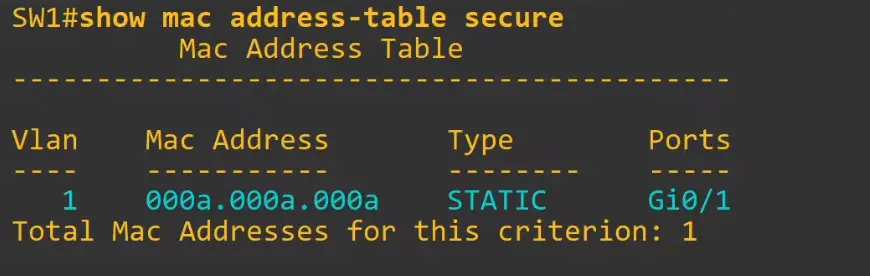 SW1#show mac address-table secure
Mac Address Table
-------------------------------------------
Vlan    Mac Address       Type        Ports
----    -----------       --------    -----
   1    000a.000a.000a    STATIC      Gi0/1
Total Mac Addresses for this criterion: 1